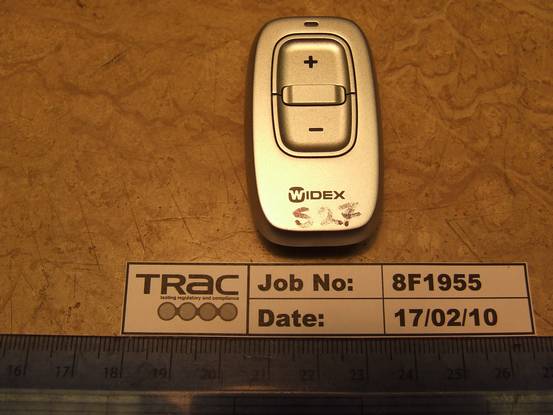 +
-
WIDEX
S27
TRaC
testing regulatory and compliance
Job No: 8F1955
Date: 17/02/10
16 17 18 19 20 21 22 23 24 25 26